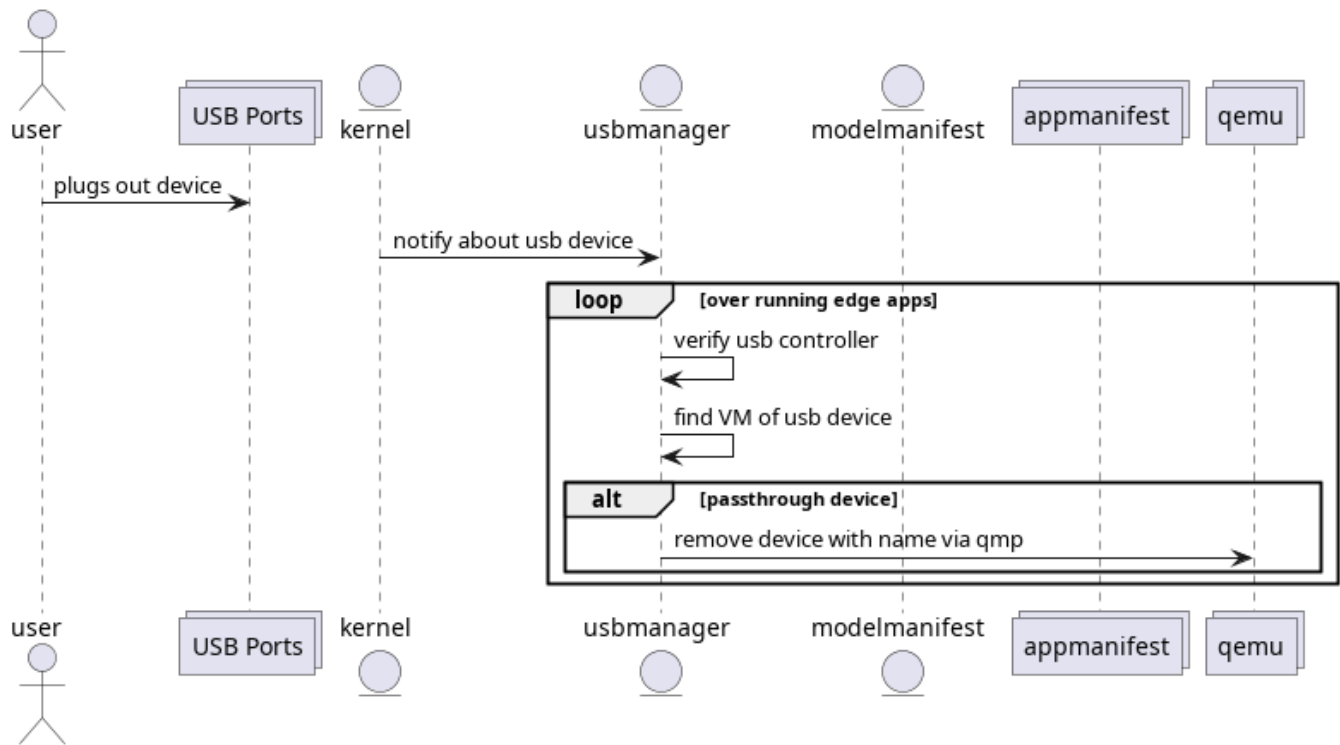 user
USB Ports
kernel
usbmanager
modelmanifest
appmanifest
qemu
plugs out device
notify about usb device
loop [over running edge apps]
verify usb controller
find VM of usb device
alt [passthrough device]
remove device with name via qmp
user
USB Ports
kernel
usbmanager
modelmanifest
appmanifest
qemu